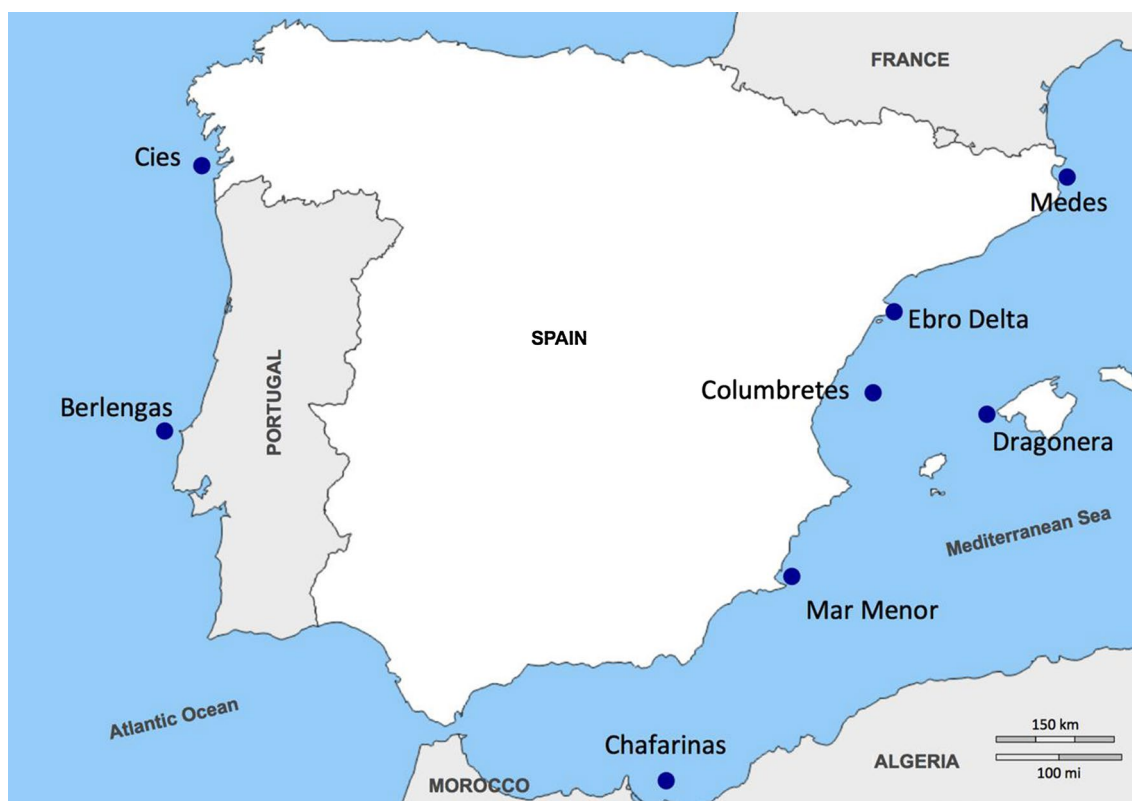 FRANCE
Cies
Medes
Ebro Delta
SPAIN
PORTUGAL
Columbretes
Berlengas
Dragonera
Mediterranean Sea
Mar Menor
Atlantic Ocean
150 km
Chafarinas
ALGERIA
100 mi
MOROCCO